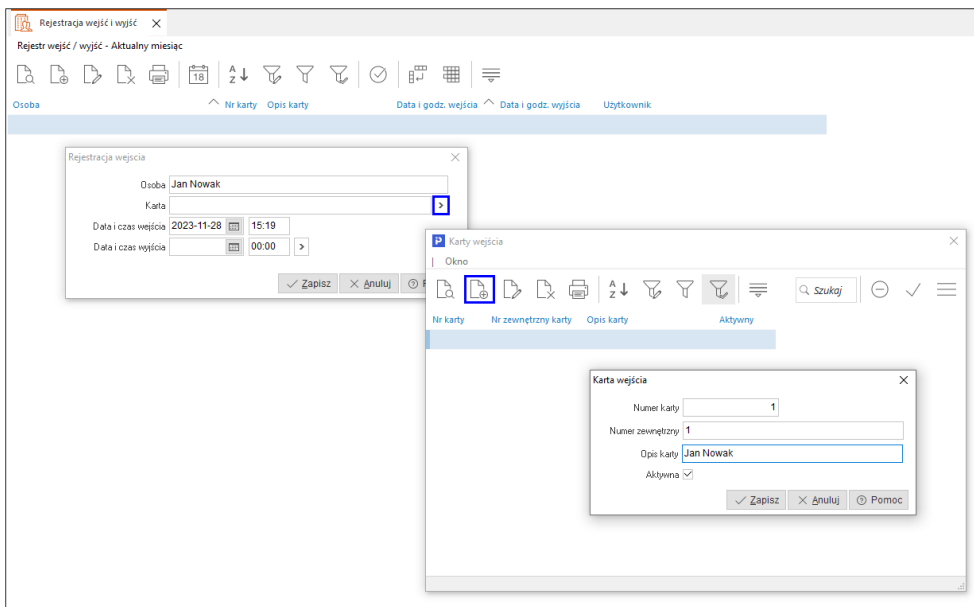 Rejestracja wejść i wyjść
Rejestr wejść / wyjść - Aktualny miesiąc
18 A Z
Osoba Nr karty Opis karty Data i godz. wejścia Data i godz. wyjścia Użytkownik
Rejestracja wejscia
Osoba Jan Nowak
Karta
Data i czas wejścia 2023-11-28 15:19
Data i czas wyjścia 00:00
Zapisz Anuluj
Karty wejścia
Okno
A Z Szukaj
Nr karty Nr zewnętrzny karty Opis karty Aktywny
Karta wejścia
Numer karty 1
Numer zewnętrzny 1
Opis karty Jan Nowak
Aktywna
Zapisz Anuluj Pomoc